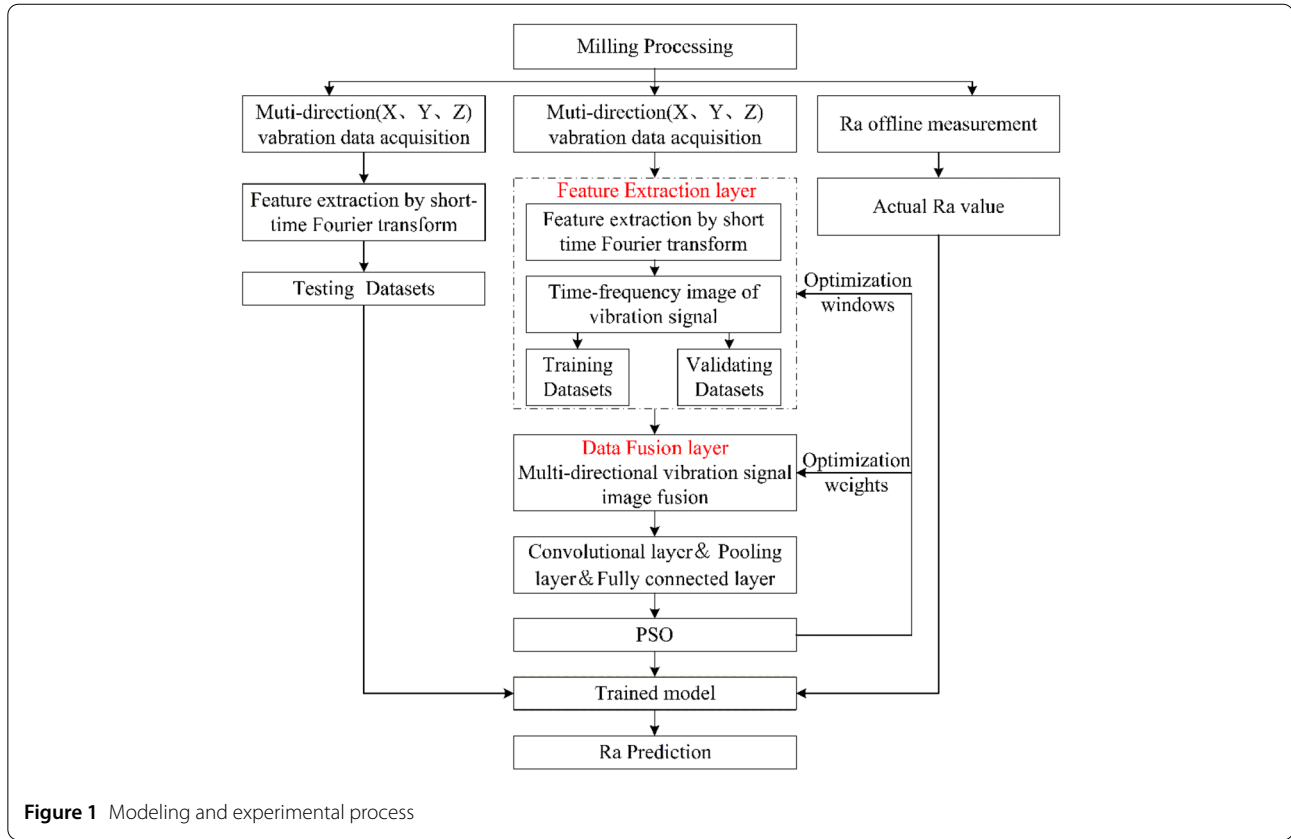 Milling Processing
Muti-direction(X、Y、Z)
vabration data acquisition
Feature extraction by short-
time Fourier transform
Testing Datasets
Muti-direction(X、Y、Z)
vabration data acquisition
Feature Extraction layer
Feature extraction by short
time Fourier transform
Time-frequency image of
vibration signal
Training
Datasets
Validating
Datasets
Data Fusion layer
Multi-directional vibration signal
image fusion
Convolutional layer＆ Pooling
layer＆Fully connected layer
PSO
Optimization
windows
Optimization
weights
Ra offline measurement
Actual Ra value
Trained model
Ra Prediction
Figure 1 Modeling and experimental process